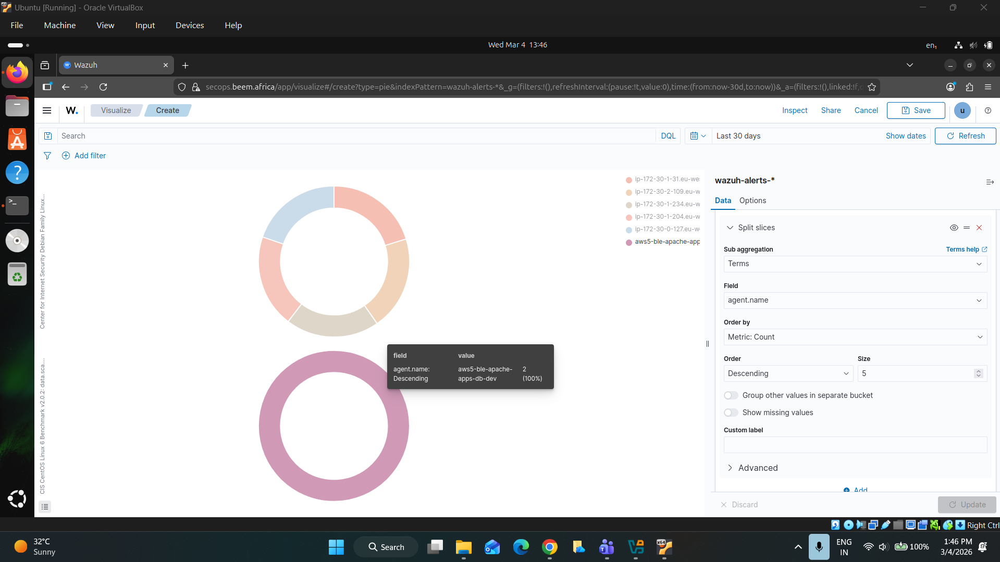 Ubuntu [Running] - Oracle VirtualBox
File Machine View Input Devices Help
Wed Mar 4 13:46
en₁
Wazuh
secops.beem.africa/app/visualize#/create?type=pie&indexPattern=wazuh-alerts-*&_g=(filters:!(),refreshInterval:(pause:!t,value:0),time:(from:now-30d,to:now))&_a=(filters:!(),linked:!f,q
W.
Visualize
Create
Inspect
Share
Cancel
Save
u
Search
DQL
Last 30 days
Show dates
Refresh
Add filter
Center for Internet Security Debian Family Linux...
CIS CentOS Linux 6 Benchmark v2.0.2: data.sca....
ip-172-30-1-31.eu-wes
ip-172-30-2-109.eu-w
ip-172-30-1-234.eu-w
ip-172-30-1-204.eu-w
ip-172-30-0-127.eu-w
aws5-ble-apache-app
field value
agent.name: Descending aws5-ble-apache-apps-db-dev 2 (100%)
wazuh-alerts-*
Data Options
Split slices
Sub aggregation
Terms help
Terms
Field
agent.name
Order by
Metric: Count
Order Size
Descending 5
Group other values in separate bucket
Show missing values
Custom label
Advanced
Add
Discard
Update
Right Ctrl
32°C
Sunny
Search
x64
ENG
IN
100%
1:46 PM
3/4/2026